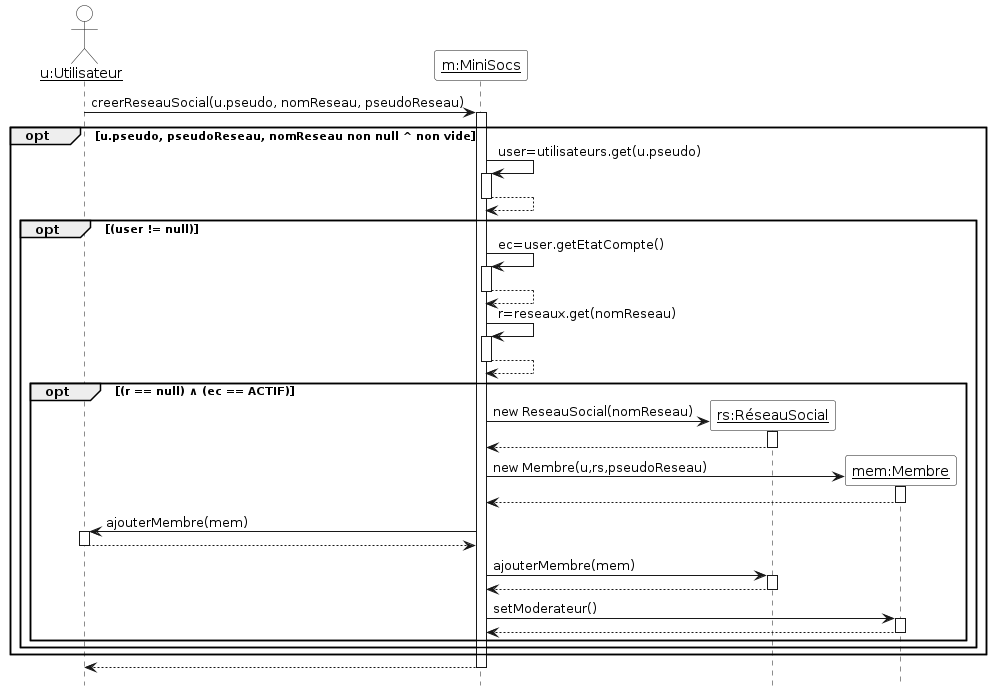 u:Utilisateur
m:MiniSocs
creerReseauSocial(u.pseudo, nomReseau, pseudoReseau)
opt [u.pseudo, pseudoReseau, nomReseau non null ^ non vide]
user=utilisateurs.get(u.pseudo)
opt [(user != null)]
ec=user.getEtatCompte()
r=reseaux.get(nomReseau)
opt [(r == null) ∧ (ec == ACTIF)]
new ReseauSocial(nomReseau)
rs:RéseauSocial
new Membre(u,rs,pseudoReseau)
mem:Membre
ajouterMembre(mem)
ajouterMembre(mem)
setModerateur()